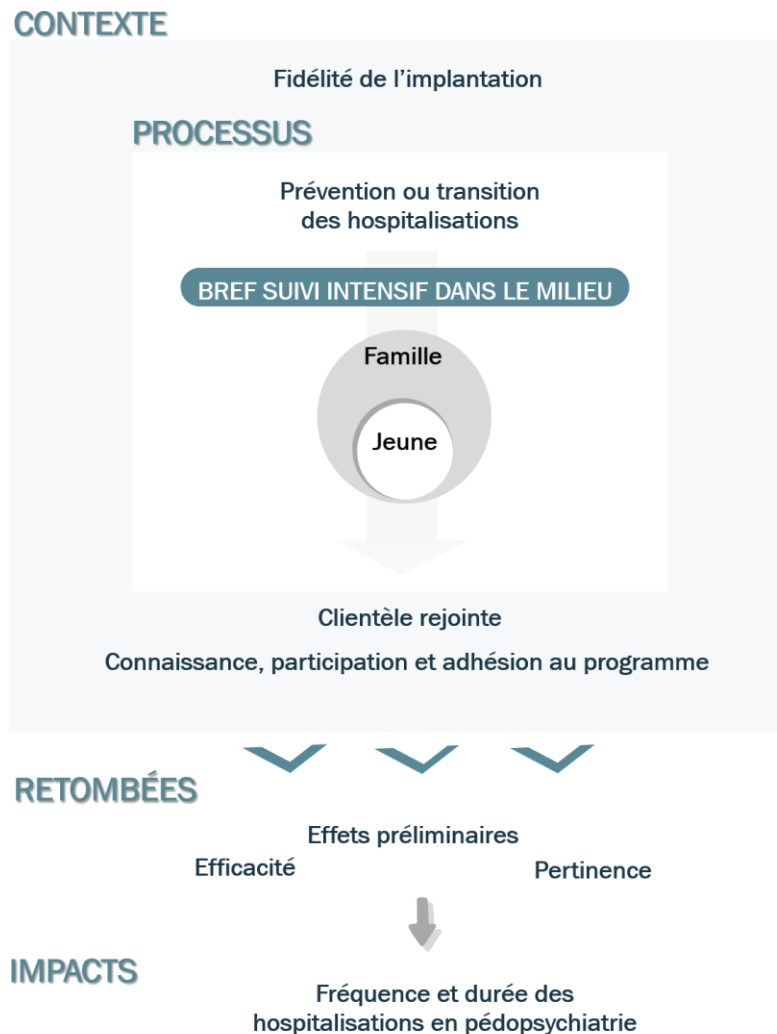 CONTEXTE
Fidélité de l’implantation
PROCESSUS
Prévention ou transition
des hospitalisations
BREF SUIVI INTENSIF DANS LE MILIEU
Famille
Jeune
Clientèle rejointe
Connaissance, participation et adhésion au programme
RETOMBÉES
Effets préliminaires
Efficacité
Pertinence
IMPACTS
Fréquence et durée des
hospitalisations en pédopsychiatrie